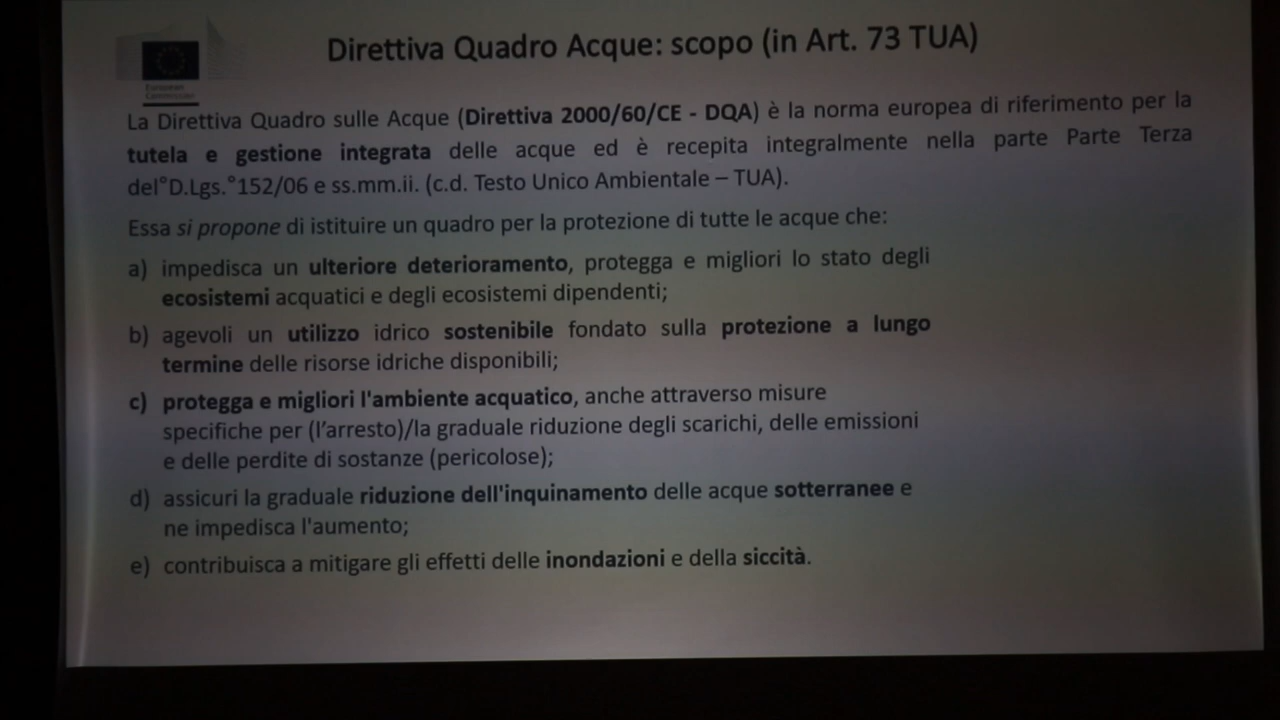 Direttiva Quadro Acque: scopo (in Art. 73 TUA)
European
Commission
La Direttiva Quadro sulle Acque (Direttiva 2000/60/CE - DQA) è la norma europea di riferimento per la
tutela e gestione integrata delle acque ed è recepita integralmente nella parte Parte Terza
del°D.Lgs.°152/06 e ss.mm.ii. (c.d. Testo Unico Ambientale – TUA).
Essa si propone di istituire un quadro per la protezione di tutte le acque che:
a) impedisca un ulteriore deterioramento, protegga e migliori lo stato degli
ecosistemi acquatici e degli ecosistemi dipendenti;
b) agevoli un utilizzo idrico sostenibile fondato sulla protezione a lungo
termine delle risorse idriche disponibili;
c) protegga e migliori l'ambiente acquatico, anche attraverso misure
specifiche per (l’arresto)/la graduale riduzione degli scarichi, delle emissioni
e delle perdite di sostanze (pericolose);
d) assicuri la graduale riduzione dell'inquinamento delle acque sotterranee e
ne impedisca l'aumento;
e) contribuisca a mitigare gli effetti delle inondazioni e della siccità.